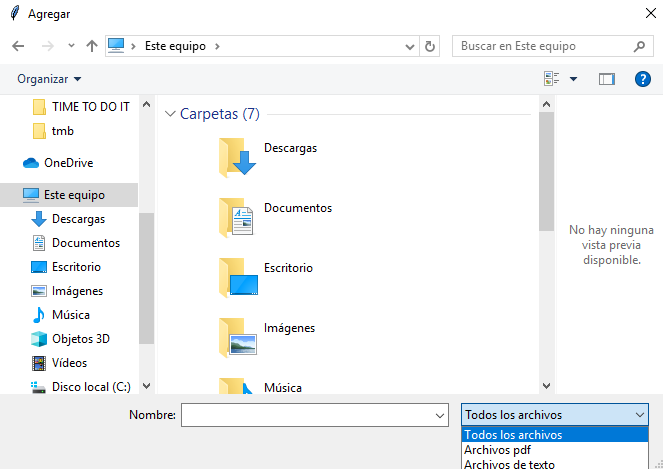 Agregar
Este equipo
Buscar en Este equipo
Organizar
TIME TO DO IT
tmb
OneDrive
Este equipo
Descargas
Documentos
Escritorio
Imágenes
Música
Objetos 3D
Vídeos
Disco local (C:)
Carpetas (7)
Descargas
Documentos
Escritorio
Imágenes
Música
No hay ninguna
vista previa
disponible.
Nombre:
Todos los archivos
Todos los archivos
Archivos pdf
Archivos de texto